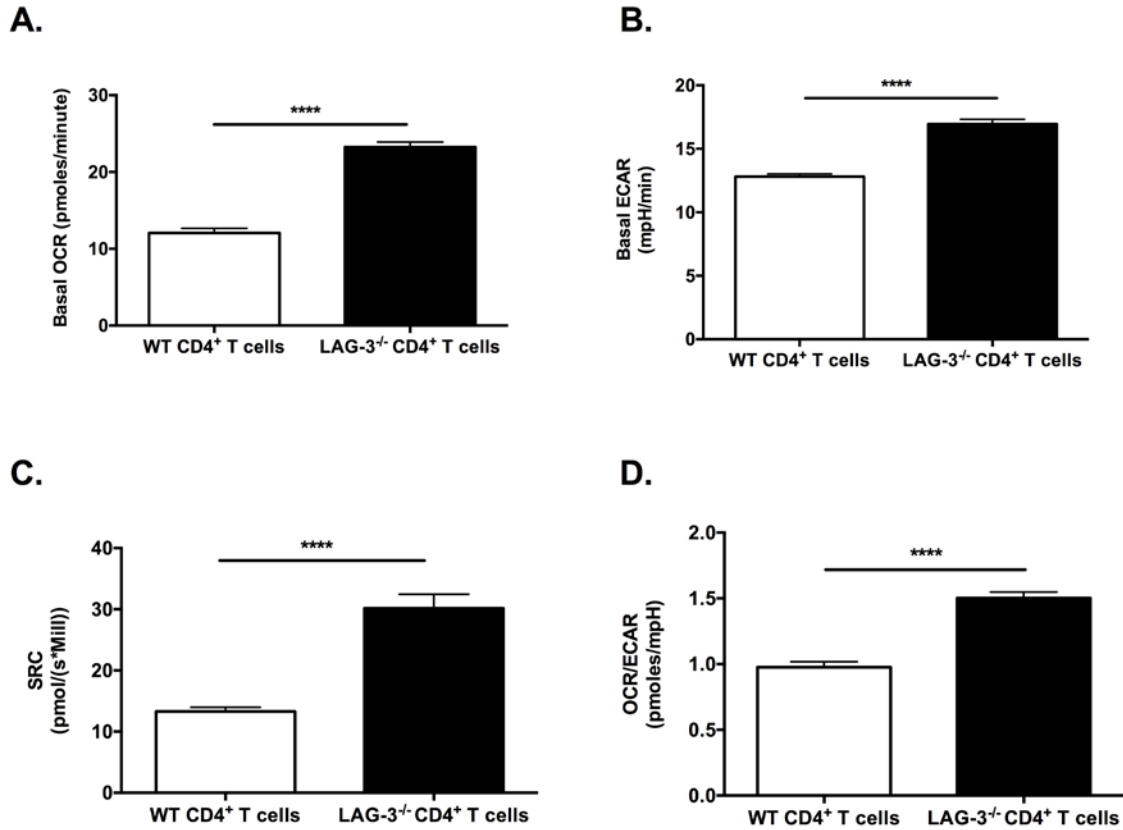 A.
Basal OCR (pmoles/minute)
30
20
10
0
****
WT CD4⁺ T cells
LAG-3⁻/⁻ CD4⁺ T cells
B.
Basal ECAR
(mpH/min)
20
15
10
5
0
****
WT CD4⁺ T cells
LAG-3⁻/⁻ CD4⁺ T cells
C.
SRC
(pmol/(s*Mill))
40
30
20
10
0
****
WT CD4⁺ T cells
LAG-3⁻/⁻ CD4⁺ T cells
D.
OCR/ECAR
(pmoles/mpH)
2.0
1.5
1.0
0.5
0.0
****
WT CD4⁺ T cells
LAG-3⁻/⁻ CD4⁺ T cells